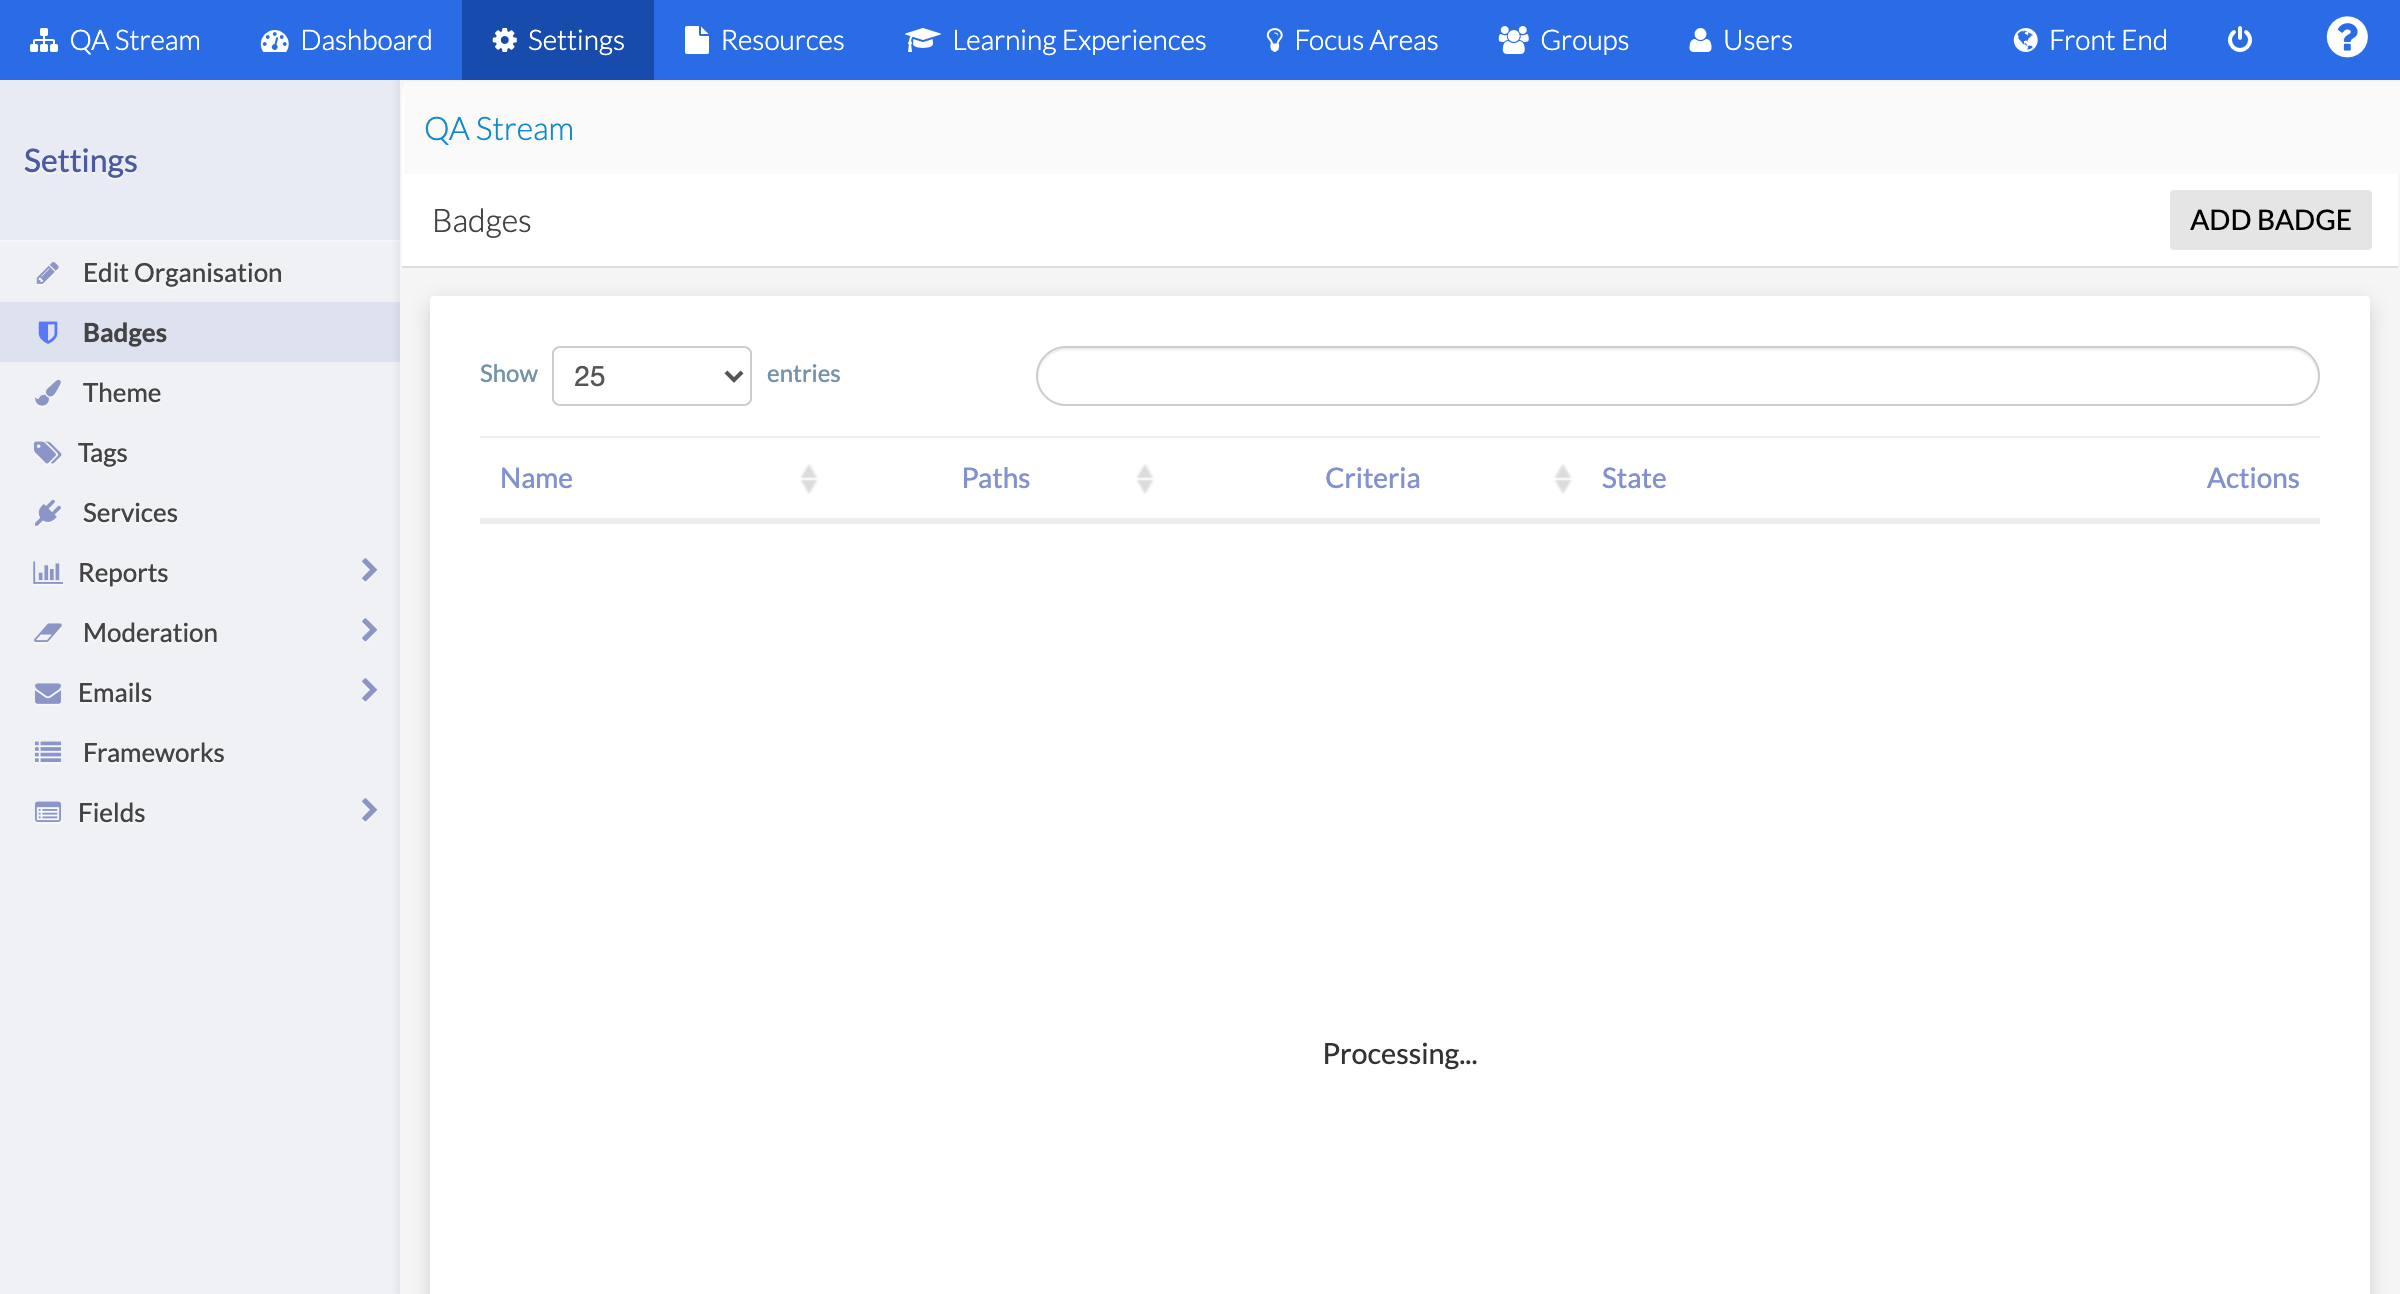 QA Stream Dashboard Settings Resources Learning Experiences Focus Areas Groups Users Front End
QA Stream
Settings
Badges ADD BADGE
Edit Organisation
Badges
Show 25 entries
Theme
Tags
Name Paths Criteria State Actions
Services
Reports
Moderation
Emails
Frameworks
Fields
Processing...